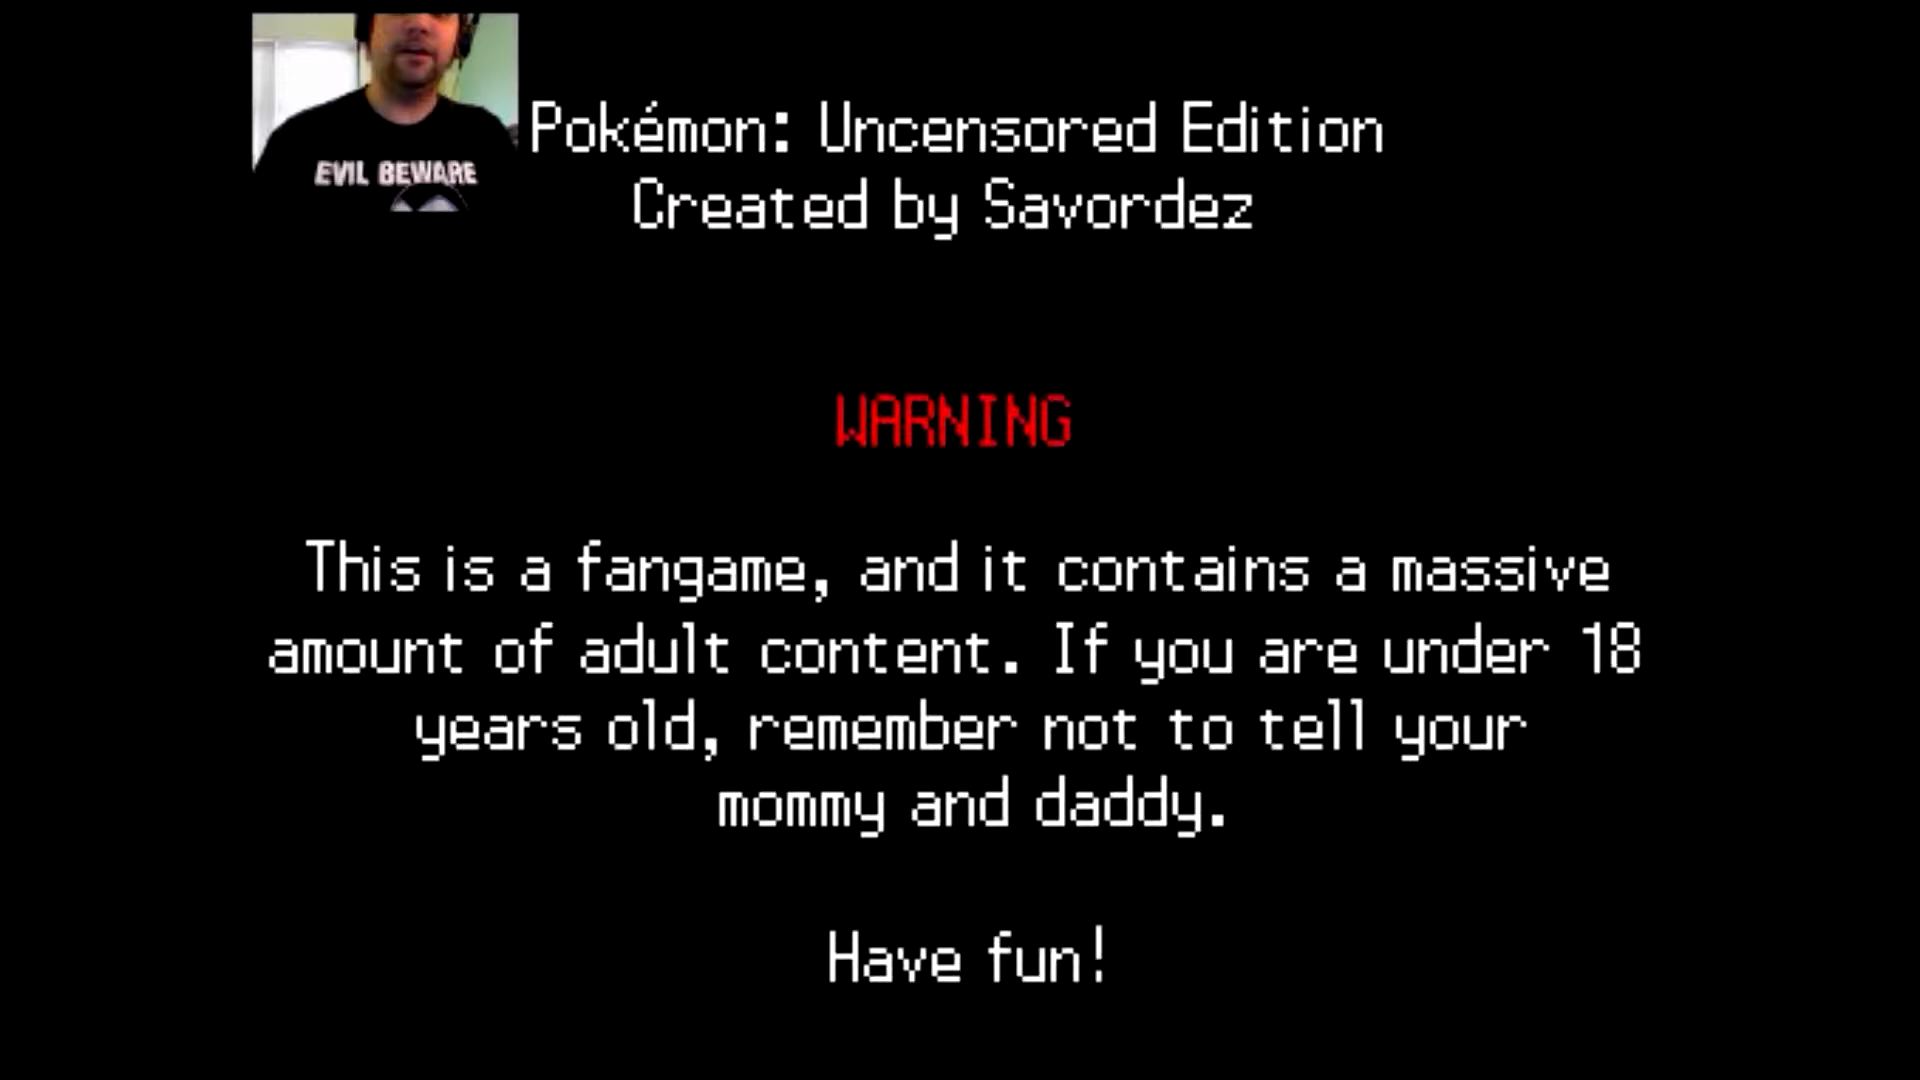 EVIL BEWARE
Pokémon: Uncensored Edition
Created by Savordez
WARNING
This is a fangame, and it contains a massive
amount of adult content. If you are under 18
years old, remember not to tell your
mommy and daddy.
Have fun!